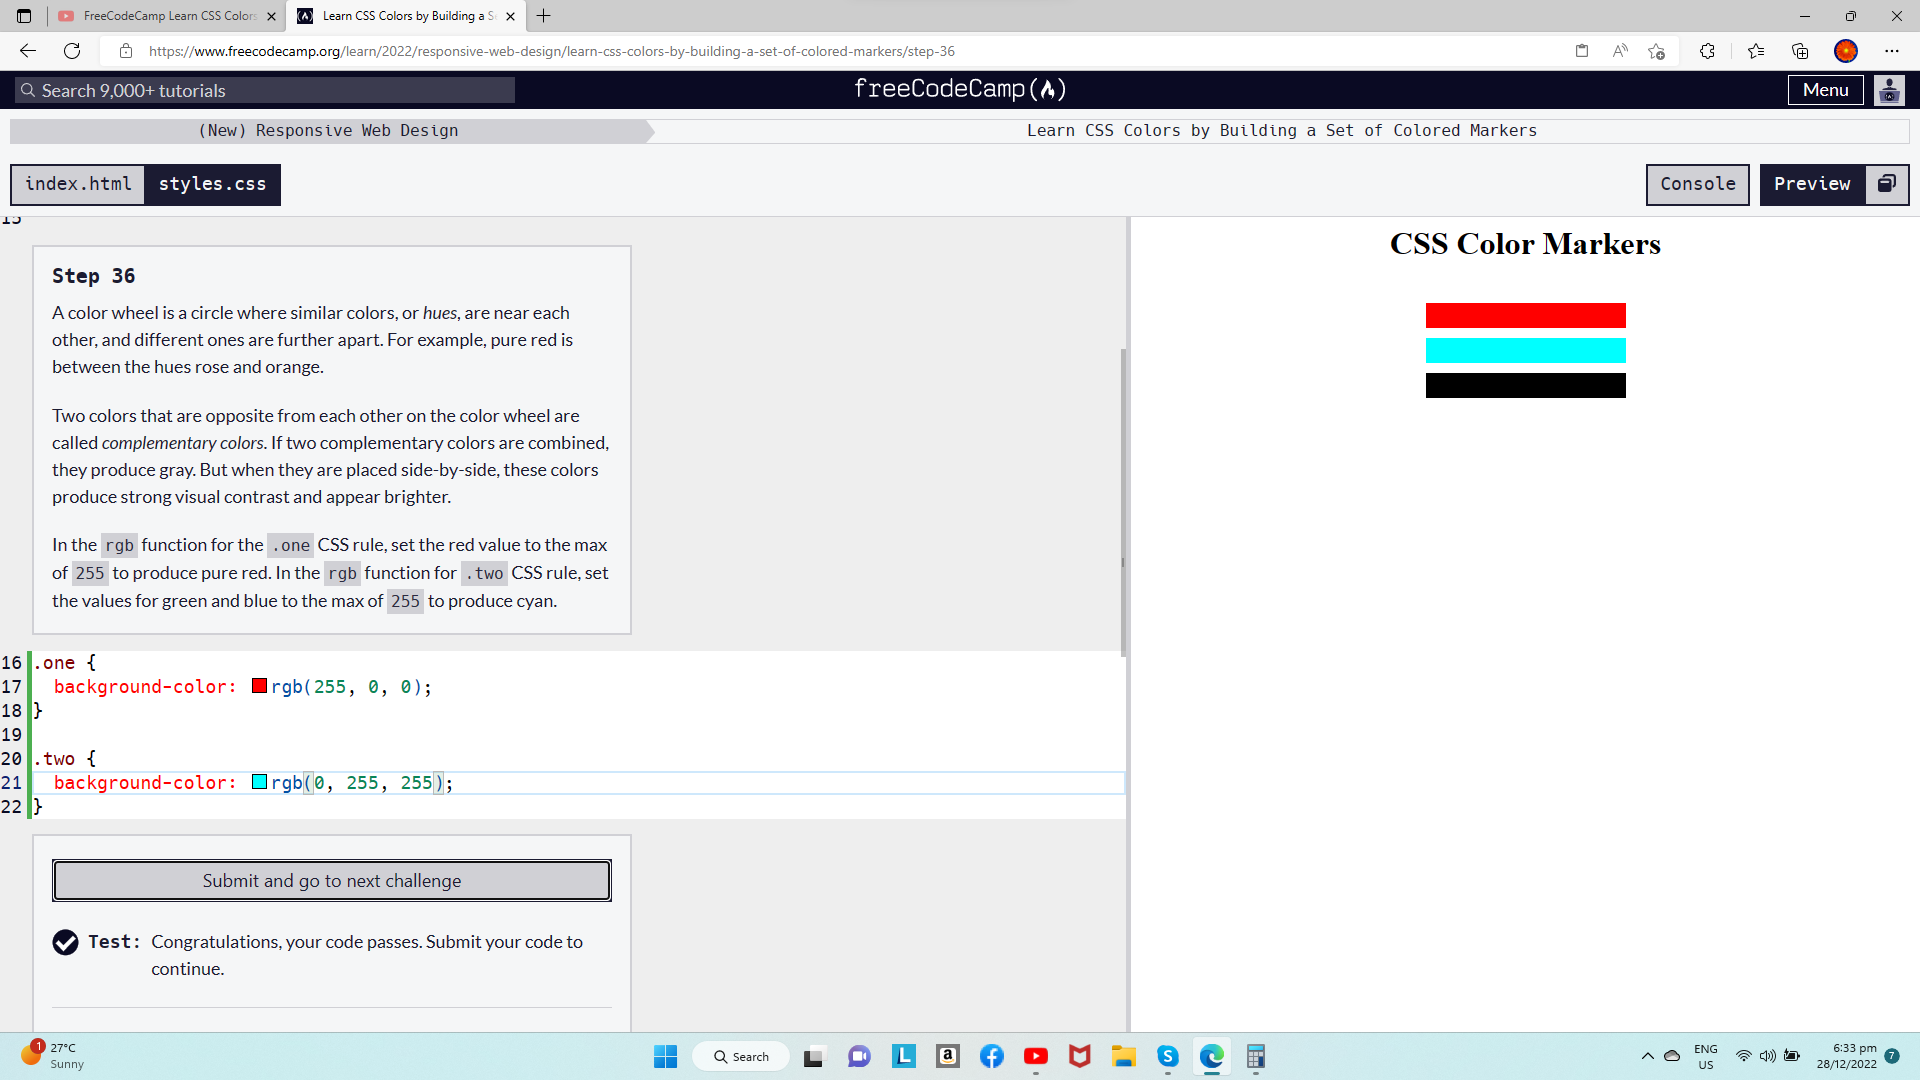 FreeCodeCamp Learn CSS Colors
Learn CSS Colors by Building a Se
https://www.freecodecamp.org/learn/2022/responsive-web-design/learn-css-colors-by-building-a-set-of-colored-markers/step-36
Search 9,000+ tutorials
freeCodeCamp
Menu
(New) Responsive Web Design
Learn CSS Colors by Building a Set of Colored Markers
index.html
styles.css
Console
Preview
15
Step 36
A color wheel is a circle where similar colors, or hues, are near each
other, and different ones are further apart. For example, pure red is
between the hues rose and orange.
Two colors that are opposite from each other on the color wheel are
called complementary colors. If two complementary colors are combined,
they produce gray. But when they are placed side-by-side, these colors
produce strong visual contrast and appear brighter.
In the rgb function for the .one CSS rule, set the red value to the max
of 255 to produce pure red. In the rgb function for .two CSS rule, set
the values for green and blue to the max of 255 to produce cyan.
16 .one {
17 background-color: rgb(255, 0, 0);
18 }
19
20 .two {
21 background-color: rgb(0, 255, 255);
22 }
Submit and go to next challenge
Test: Congratulations, your code passes. Submit your code to
continue.
CSS Color Markers
1
27°C
Sunny
Search
L
a
S
ENG
US
6:33 pm
28/12/2022
7